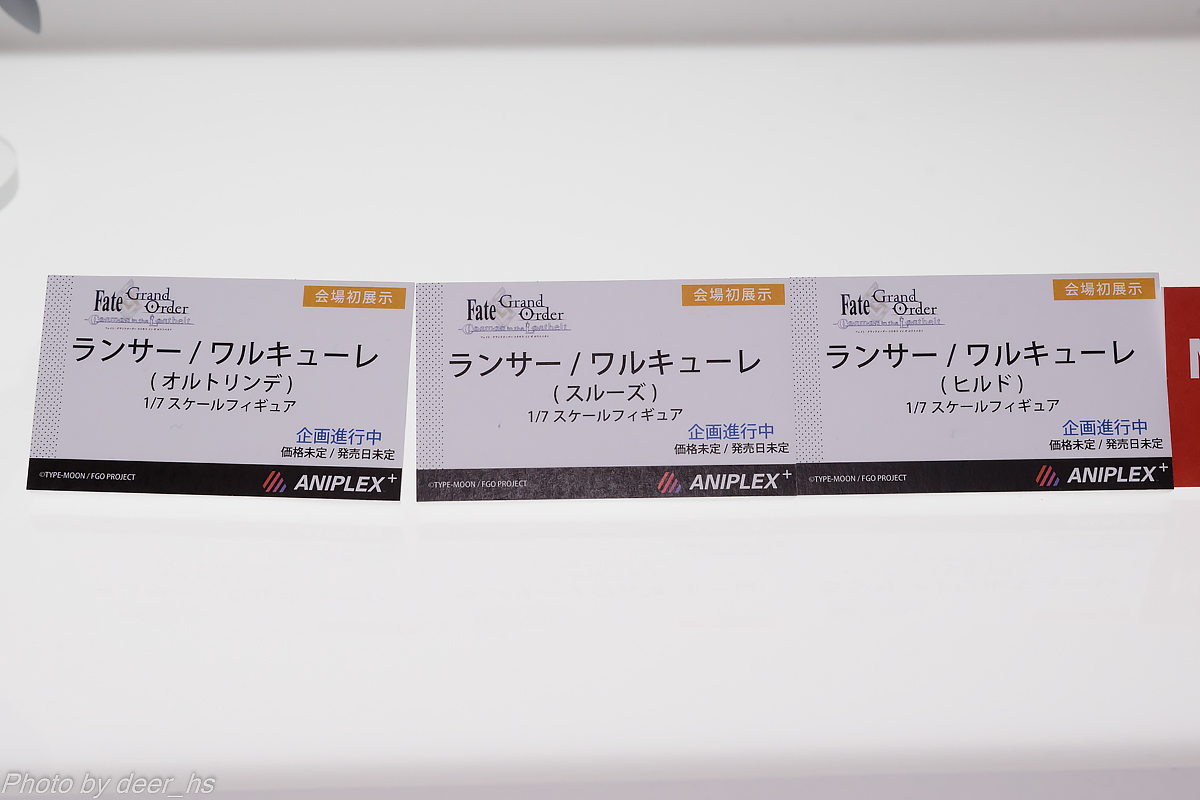 Fate Grand Order
会場初展示
ランサー / ワルキューレ
( オルトリンデ )
1/7 スケールフィギュア
企画進行中
価格未定 / 発売日未定
©TYPE-MOON / FGO PROJECT
ANIPLEX+
Fate Grand Order
会場初展示
ランサー / ワルキューレ
( スルーズ )
1/7 スケールフィギュア
企画進行中
価格未定 / 発売日未定
©TYPE-MOON / FGO PROJECT
ANIPLEX+
Fate Grand Order
会場初展示
ランサー / ワルキューレ
( ヒルド )
1/7 スケールフィギュア
企画進行中
価格未定 / 発売日未定
©TYPE-MOON / FGO PROJECT
ANIPLEX+
Photo by deer_hs